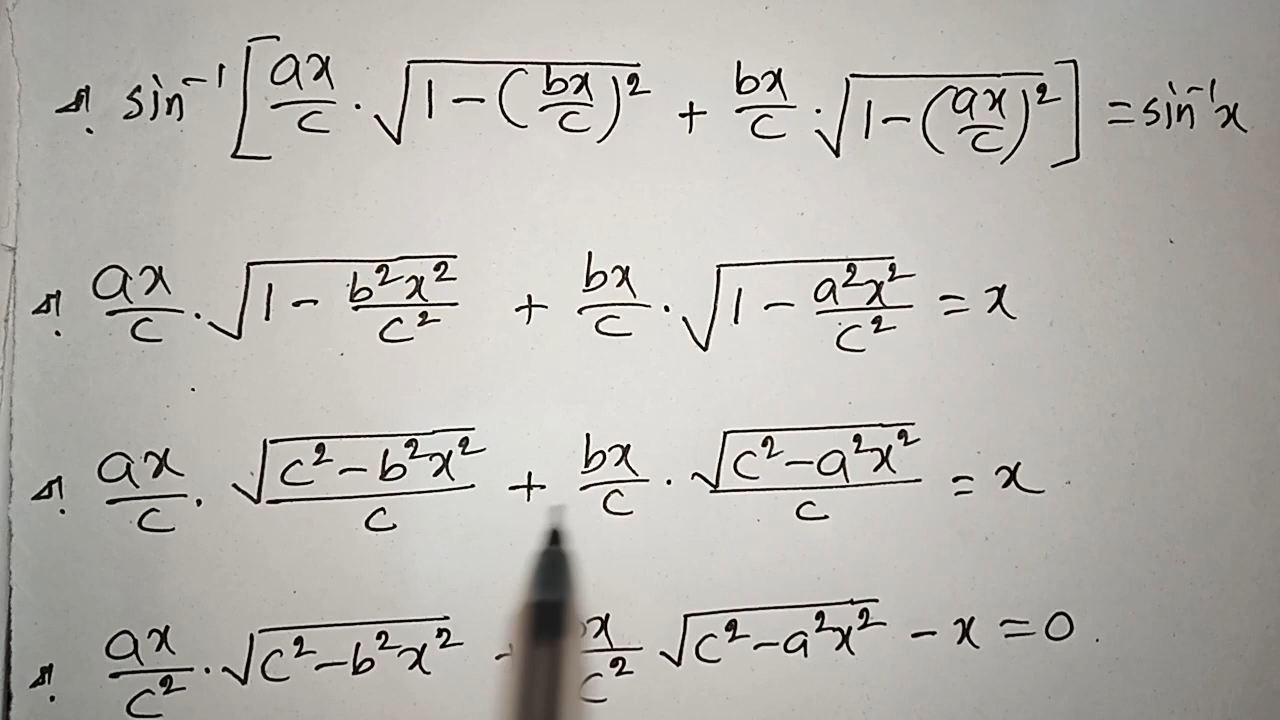 বা, sin⁻¹ [ax/c · √(1 − (bx/c)²) + bx/c · √(1 − (ax/c)²)] = sin⁻¹x
বা, ax/c · √(1 − b²x²/c²) + bx/c · √(1 − a²x²/c²) = x
বা, ax/c · √(c² − b²x²)/c + bx/c · √(c² − a²x²)/c = x
বা, ax/c² · √(c² − b²x²) x/c² √(c² − a²x²) − x = 0.